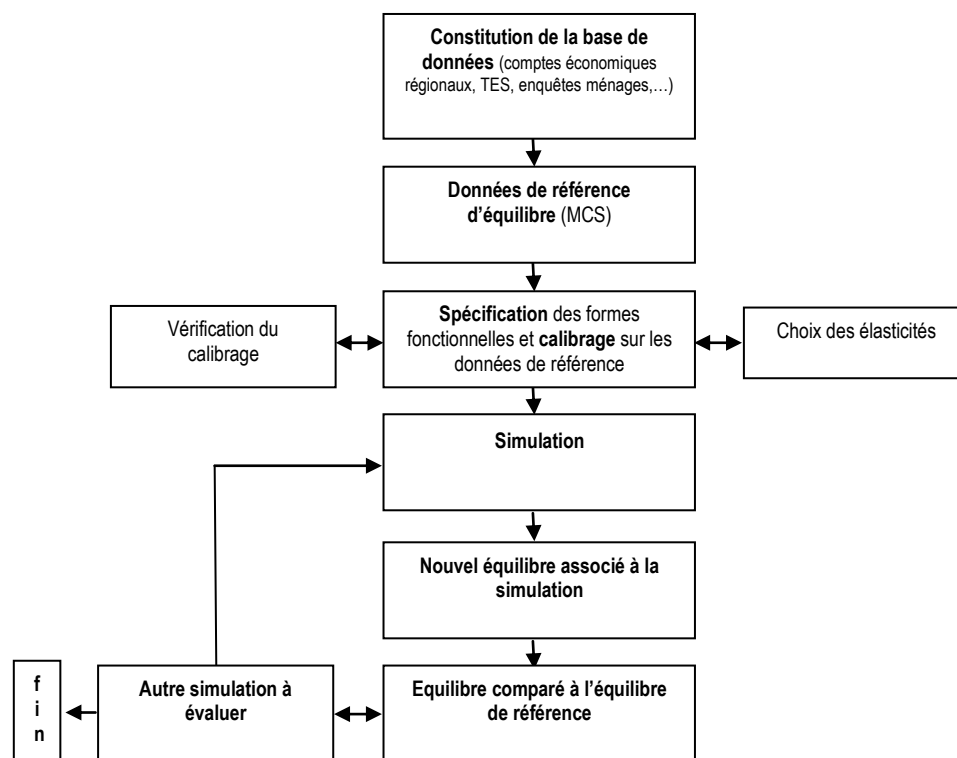 Constitution de la base de
données (comptes économiques
régionaux, TES, enquêtes ménages,…)
Données de référence
d'équilibre (MCS)
Vérification du
calibrage
Spécification des formes
fonctionnelles et calibrage sur les
données de référence
Choix des élasticités
Simulation
Nouvel équilibre associé à la
simulation
f
i
n
Autre simulation à
évaluer
Equilibre comparé à l'équilibre
de référence